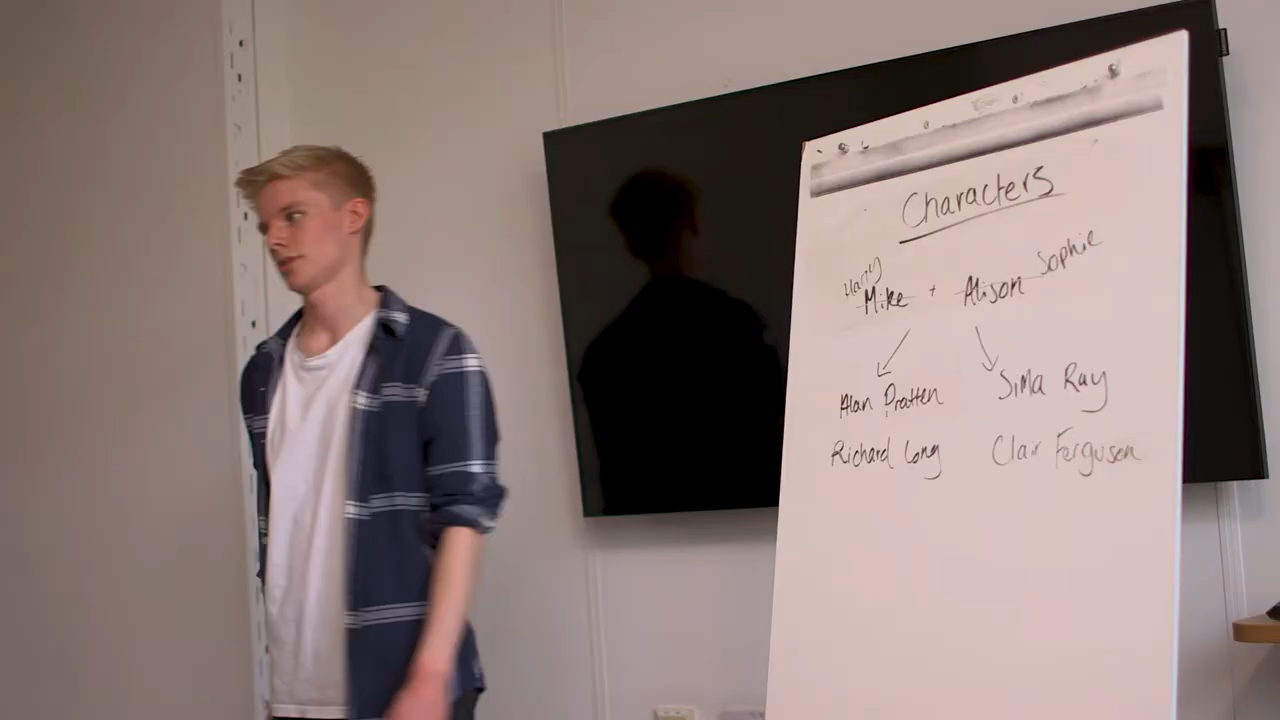 Characters
Harry Sophie
Mike + Alison
Alan Pratten Sima Ray
Richard Long Clair Ferguson